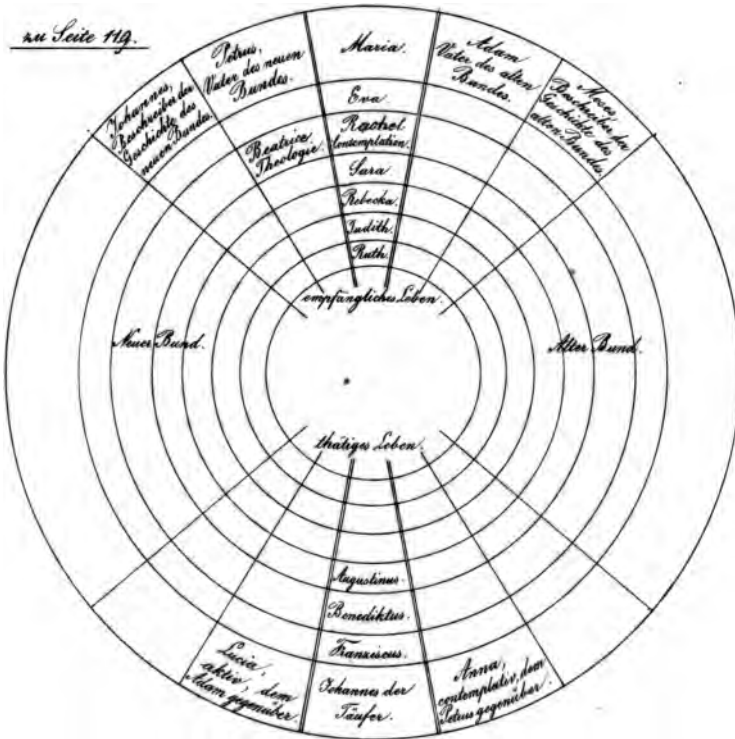 zu Seite 119.
Johannes,
Beschreiber der
Geschichte des
neuen Bundes.
Petrus,
Vater des neuen
Bundes.
Maria.
Adam
Vater des alten
Bundes.
Moses,
Beschreiber der
Geschichte des
alten Bundes.
Eva.
Beatrice
Theologie.
Rachel
Contemplation.
Sara.
Rebecka.
Judith.
Ruth.
empfängliches Leben.
Neuer Bund.
Alter Bund.
thätiges Leben.
Augustinus.
Benediktus.
Franziscus.
Lucia,
aktiv, dem
Adam gegenüber.
Johannes der
Täufer.
Anna,
contemplativ, dem
Petrus gegenüber.